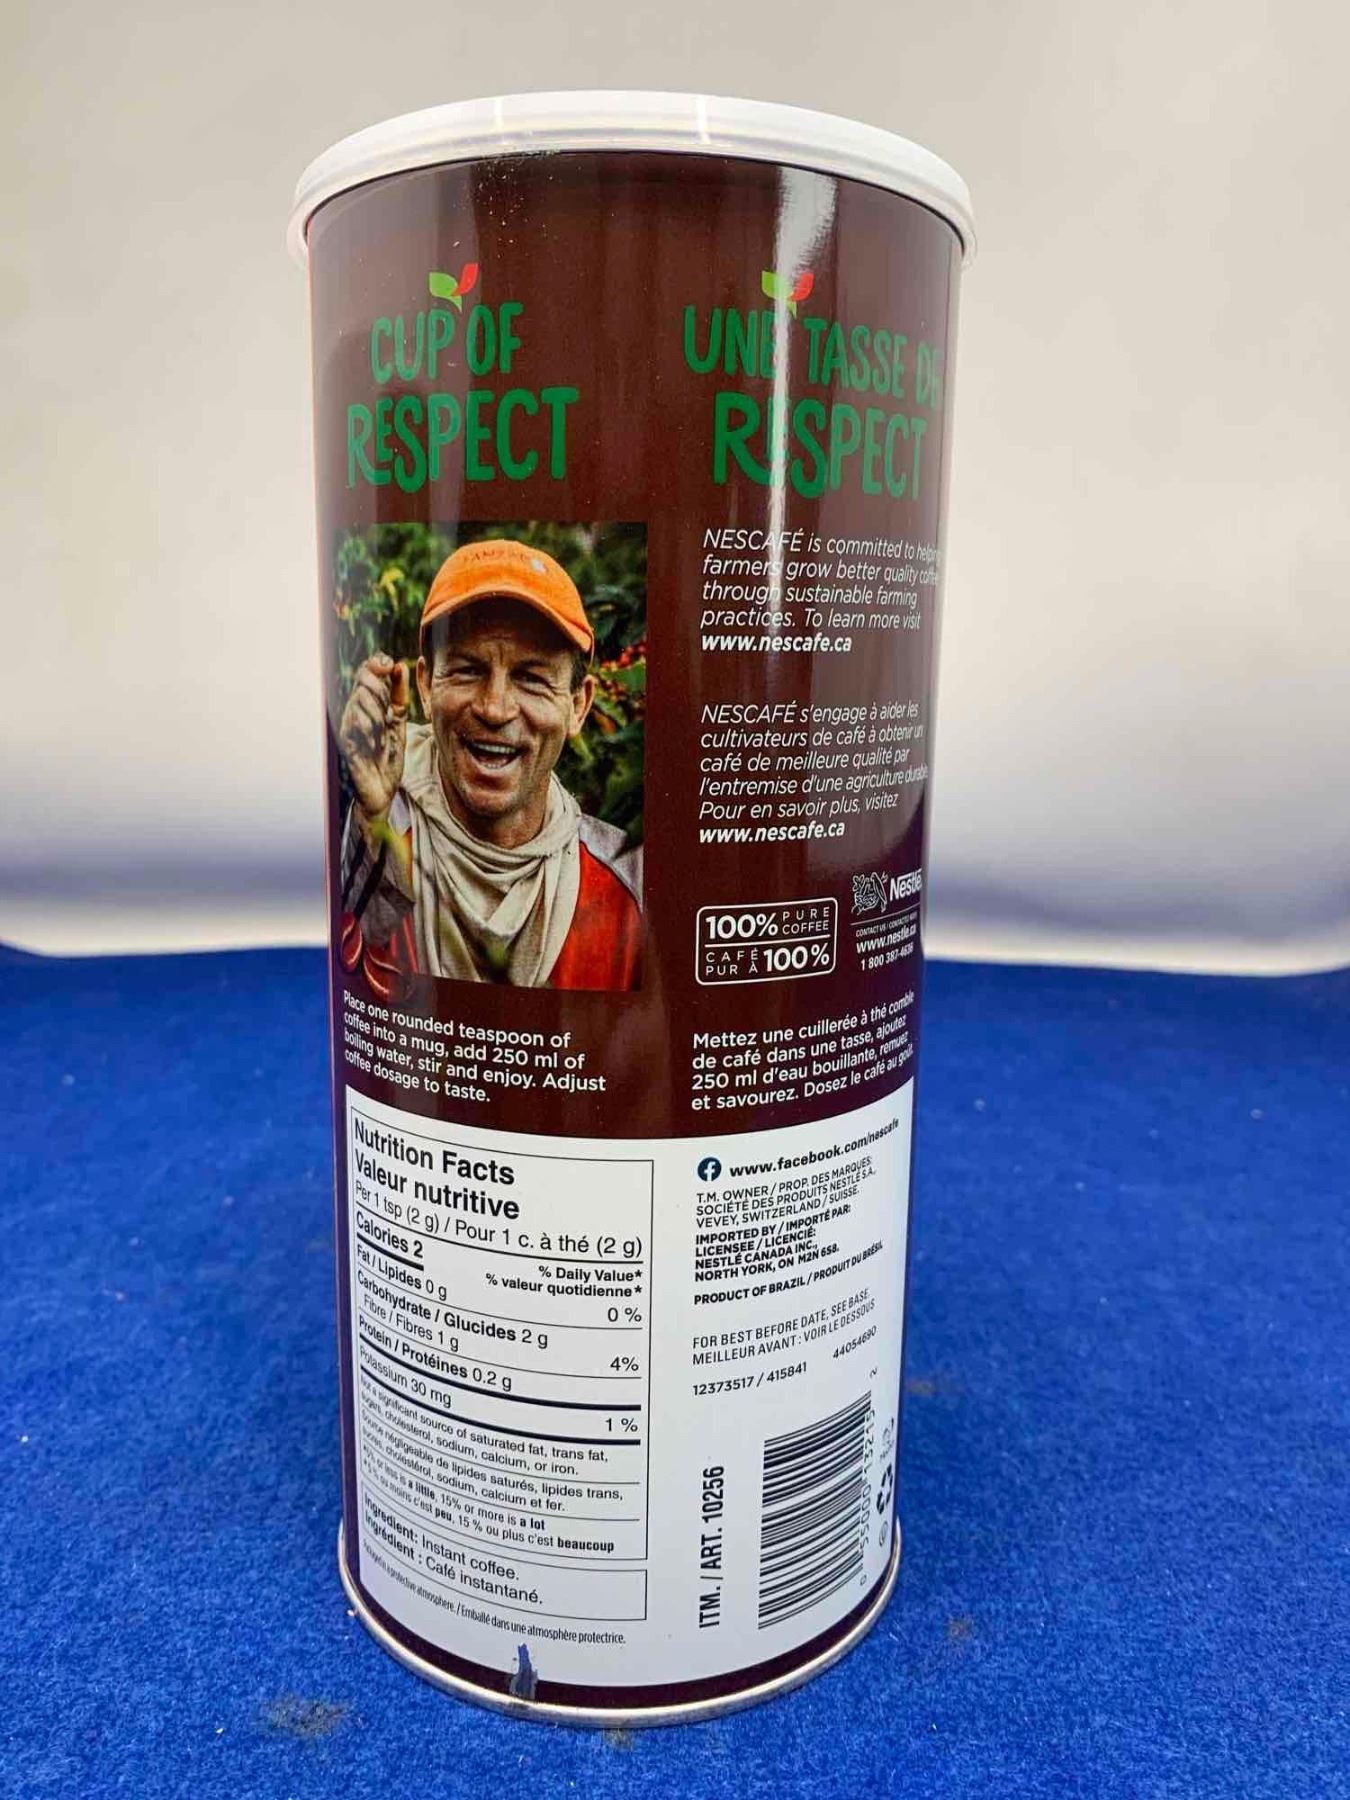 CUP OF
RESPECT
UNE TASSE DE
RESPECT
NESCAFÉ is committed to
farmers grow better quality
through sustainable farming
practices. To learn more visit
www.nescafe.ca
NESCAFÉ s'engage à aider les
cultivateurs de café à obtenir un
café de meilleure qualité par
l'entremise d'une agriculture durable
Pour en savoir plus, visitez
www.nescafe.ca
Nestlé
CONTACT US
www.nestle.ca
1 800 387-4636
100% PURE
COFFEE
CAFÉ
PUR À 100%
Place one rounded teaspoon of
coffee into a mug, add 250 ml of
boiling water, stir and enjoy. Adjust
coffee dosage to taste.
Mettez une cuillerée à thé comble
de café dans une tasse, ajoutez
250 ml d'eau bouillante, remuez
et savourez. Dosez le café au goût.
Nutrition Facts
Valeur nutritive
Per 1 tsp (2 g) / Pour 1 c. à thé (2 g)
Calories 2
% Daily Value*
% valeur quotidienne*
Fat / Lipides 0 g 0 %
Carbohydrate / Glucides 2 g
Fibre / Fibres 1 g 4%
Protein / Protéines 0.2 g
Potassium 30 mg 1 %
Not a significant source of saturated fat, trans fat,
sugars, cholesterol, sodium, calcium, or iron.
Source négligeable de lipides saturés, lipides trans,
sucres, cholestérol, sodium, calcium et fer.
*5% or less is a little, 15% or more is a lot
*5 % ou moins c'est peu, 15 % ou plus c'est beaucoup
Ingredient: Instant coffee.
Ingrédient : Café instantané.
Packaged in a protective atmosphere. / Emballé dans une atmosphère protectrice.
www.facebook.com/nescafe
T.M. OWNER / PROP. DES MARQUES:
SOCIÉTÉ DES PRODUITS NESTLÉ S.A.,
VEVEY, SWITZERLAND / SUISSE.
IMPORTED BY / IMPORTÉ PAR:
LICENSEE / LICENCIÉ:
NESTLÉ CANADA INC.,
NORTH YORK, ON M2N 6S8.
PRODUCT OF BRAZIL / PRODUIT DU BRÉSIL
FOR BEST BEFORE DATE, SEE BASE.
MEILLEUR AVANT : VOIR LE DESSOUS
44054690
12373517 / 415841
ITM. / ART. 10256